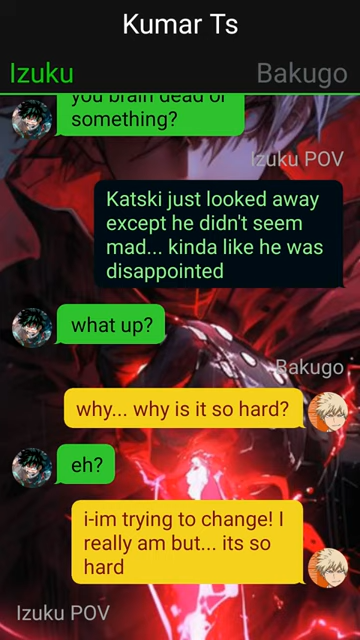 Kumar Ts
Izuku
Bakugo
you brain dead or
something?
Izuku POV
Katski just looked away
except he didn't seem
mad... kinda like he was
disappointed
what up?
Bakugo
why... why is it so hard?
eh?
i-im trying to change! I
really am but... its so
hard
Izuku POV